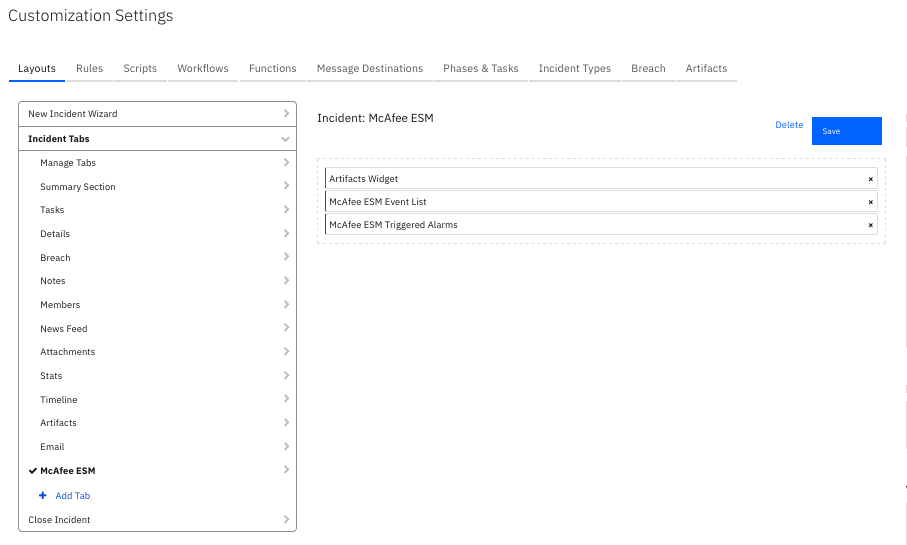 Customization Settings
Layouts
Rules
Scripts
Workflows
Functions
Message Destinations
Phases & Tasks
Incident Types
Breach
Artifacts
New Incident Wizard
Incident Tabs
Manage Tabs
Summary Section
Tasks
Details
Breach
Notes
Members
News Feed
Attachments
Stats
Timeline
Artifacts
Email
McAfee ESM
Add Tab
Close Incident
Incident: McAfee ESM
Delete
Save
Artifacts Widget
McAfee ESM Event List
McAfee ESM Triggered Alarms